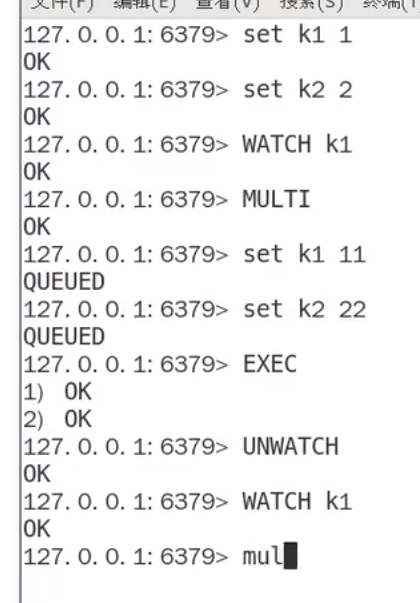 文件(F) 编辑(E) 查看(V) 搜索(S) 终端(T)
127.0.0.1:6379> set k1 1
OK
127.0.0.1:6379> set k2 2
OK
127.0.0.1:6379> WATCH k1
OK
127.0.0.1:6379> MULTI
OK
127.0.0.1:6379> set k1 11
QUEUED
127.0.0.1:6379> set k2 22
QUEUED
127.0.0.1:6379> EXEC
1) OK
2) OK
127.0.0.1:6379> UNWATCH
OK
127.0.0.1:6379> WATCH k1
OK
127.0.0.1:6379> mul